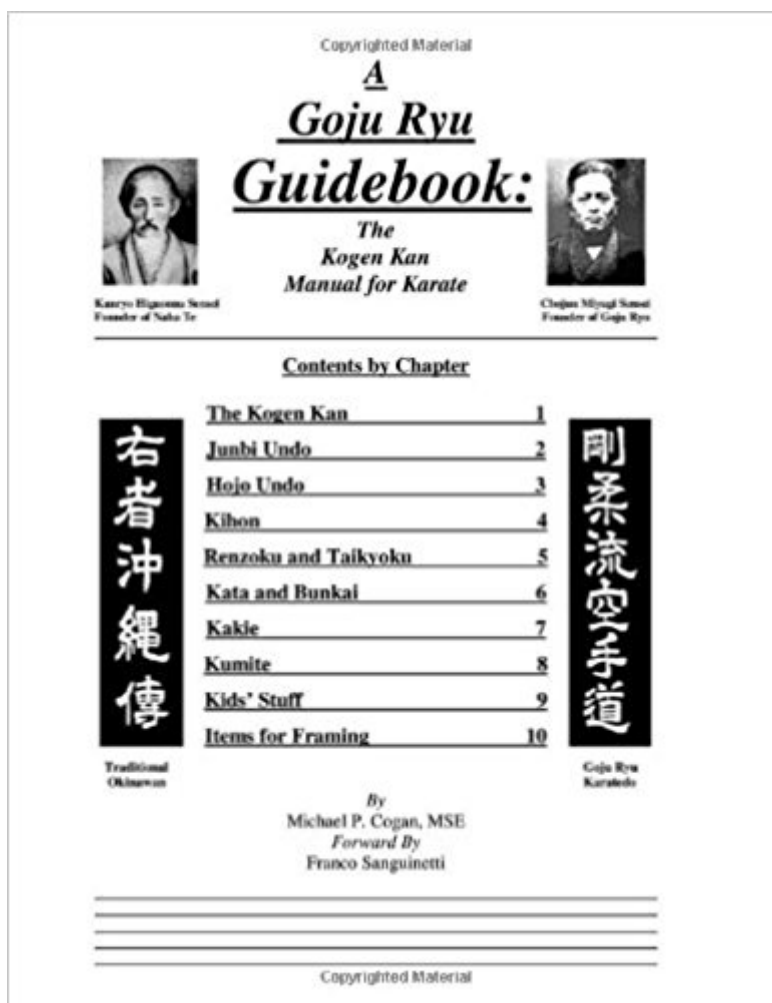 Copyrighted Material
A
Goju Ryu
Guidebook:
The
Kogen Kan
Manual for Karate
Kanryo Higaonna Sensei
Founder of Naha Te
Chojun Miyagi Sensei
Founder of Goju Ryu
Contents by Chapter
The Kogen Kan 1
Junbi Undo 2
Hojo Undo 3
Kihon 4
Renzoku and Taikyoku 5
Kata and Bunkai 6
Kakie 7
Kumite 8
Kids' Stuff 9
Items for Framing 10
右者沖縄傳
剛柔流空手道
Traditional
Okinawan
Goju Ryu
Karatedo
By
Michael P. Cogan, MSE
Forward By
Franco Sanguinetti
Copyrighted Material